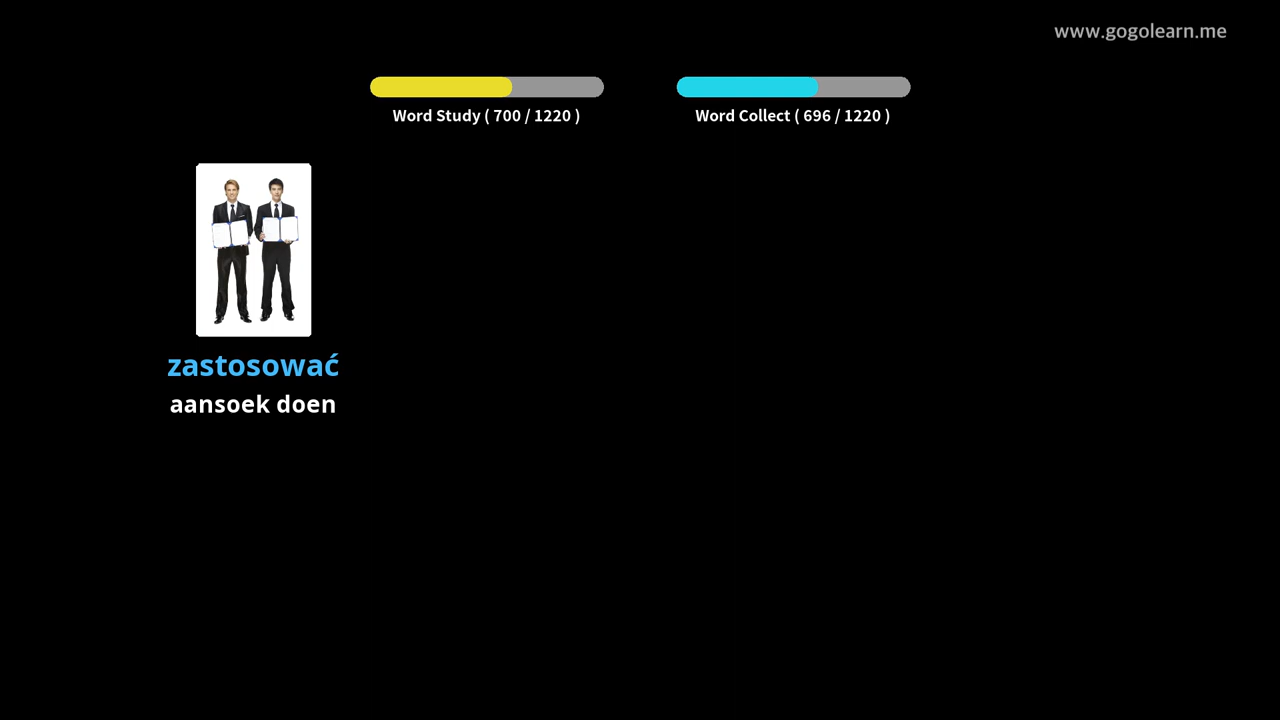 www.gogolearn.me
Word Study ( 700 / 1220 )
Word Collect ( 696 / 1220 )
zastosować
aansoek doen